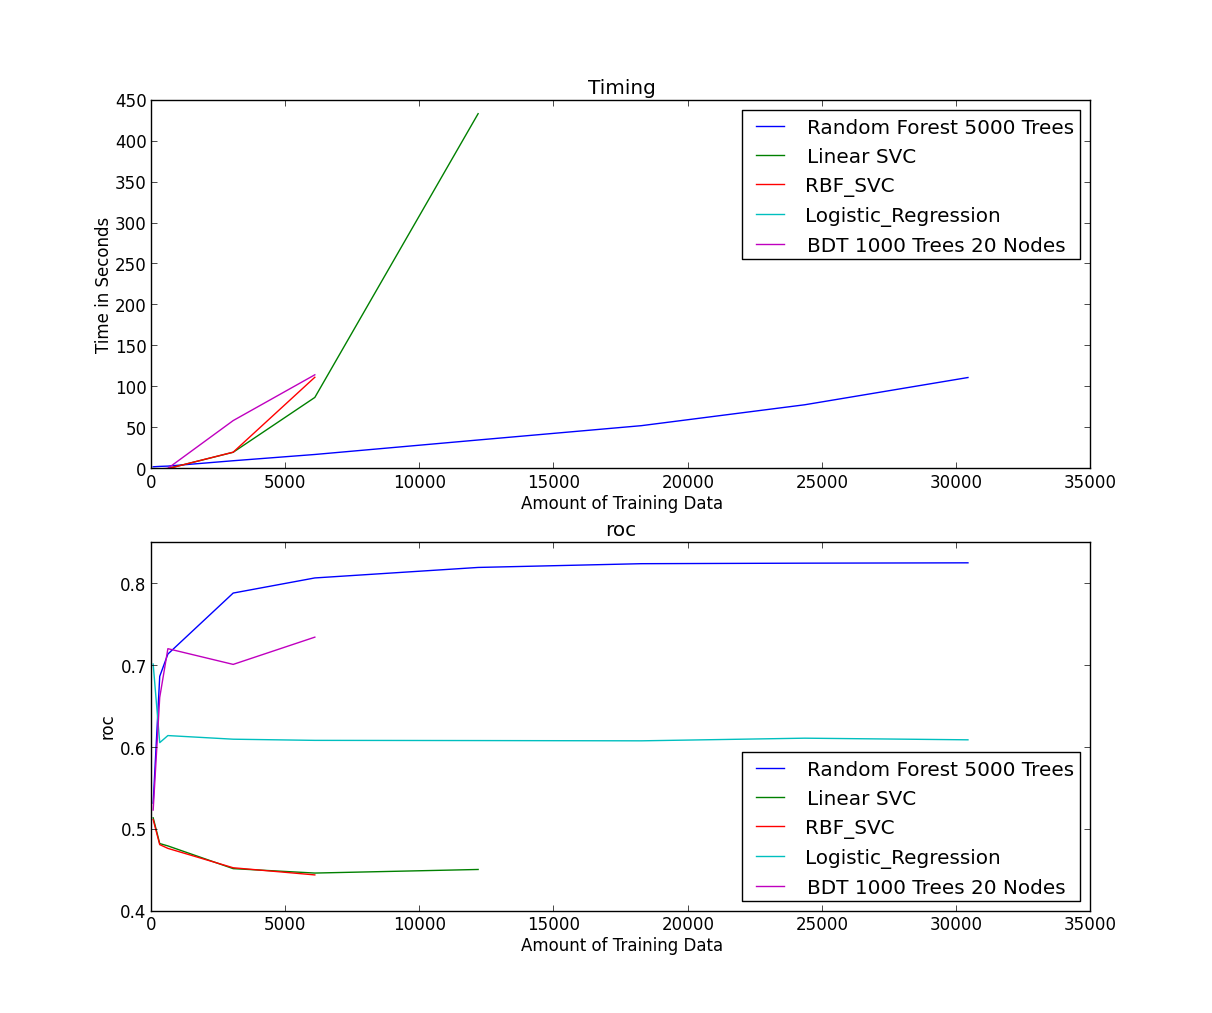 Timing
450
400
350
300
250
200
150
100
50
0
Time in Seconds
Random Forest 5000 Trees
Linear SVC
RBF_SVC
Logistic_Regression
BDT 1000 Trees 20 Nodes
0 5000 10000 15000 20000 25000 30000 35000
Amount of Training Data
roc
0.8
0.7
0.6
0.5
0.4
roc
Random Forest 5000 Trees
Linear SVC
RBF_SVC
Logistic_Regression
BDT 1000 Trees 20 Nodes
0 5000 10000 15000 20000 25000 30000 35000
Amount of Training Data